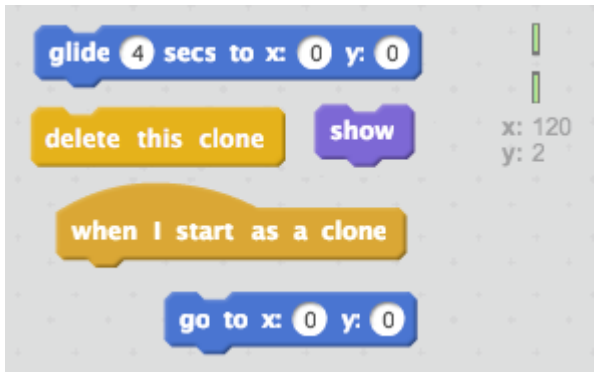 glide 4 secs to x: 0 y: 0
delete this clone
show
x: 120
y: 2
when I start as a clone
go to x: 0 y: 0